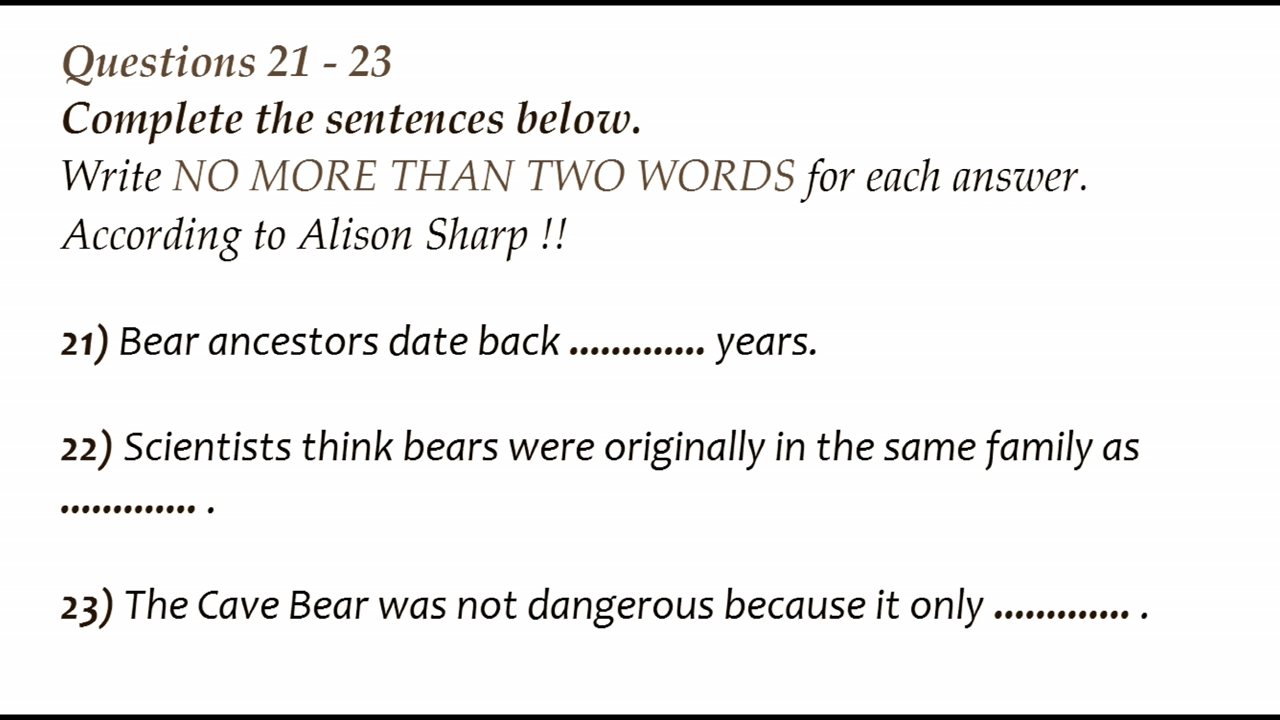 Questions 21 - 23
Complete the sentences below.
Write NO MORE THAN TWO WORDS for each answer.
According to Alison Sharp !!
21) Bear ancestors date back ............. years.
22) Scientists think bears were originally in the same family as
............. .
23) The Cave Bear was not dangerous because it only ............. .